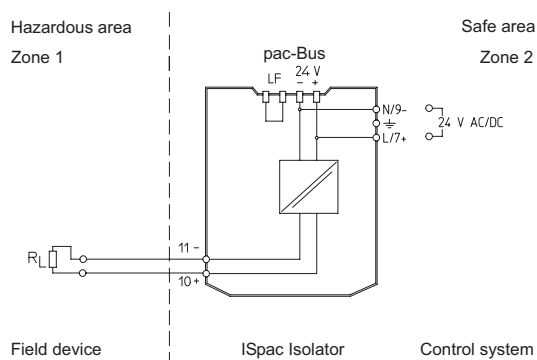 Hazardous area
Safe area
Zone 1
pac-Bus
Zone 2
LF
24 V
- +
N/9-
24 V AC/DC
L/7+
11 -
RL
10 +
Field device
ISpac Isolator
Control system